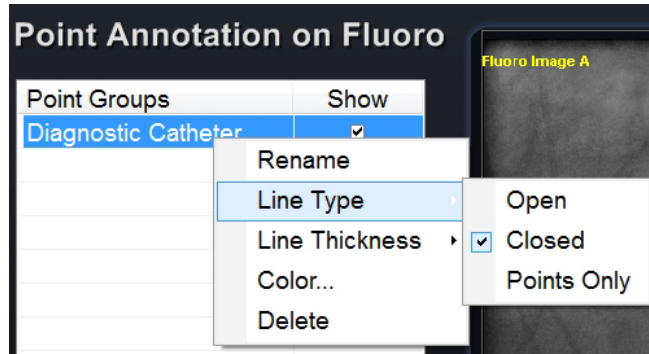 Point Annotation on Fluoro
Fluoro Image A
Point Groups Show
Diagnostic Catheter
Rename
Line Type
Line Thickness
Color...
Delete
Open
Closed
Points Only